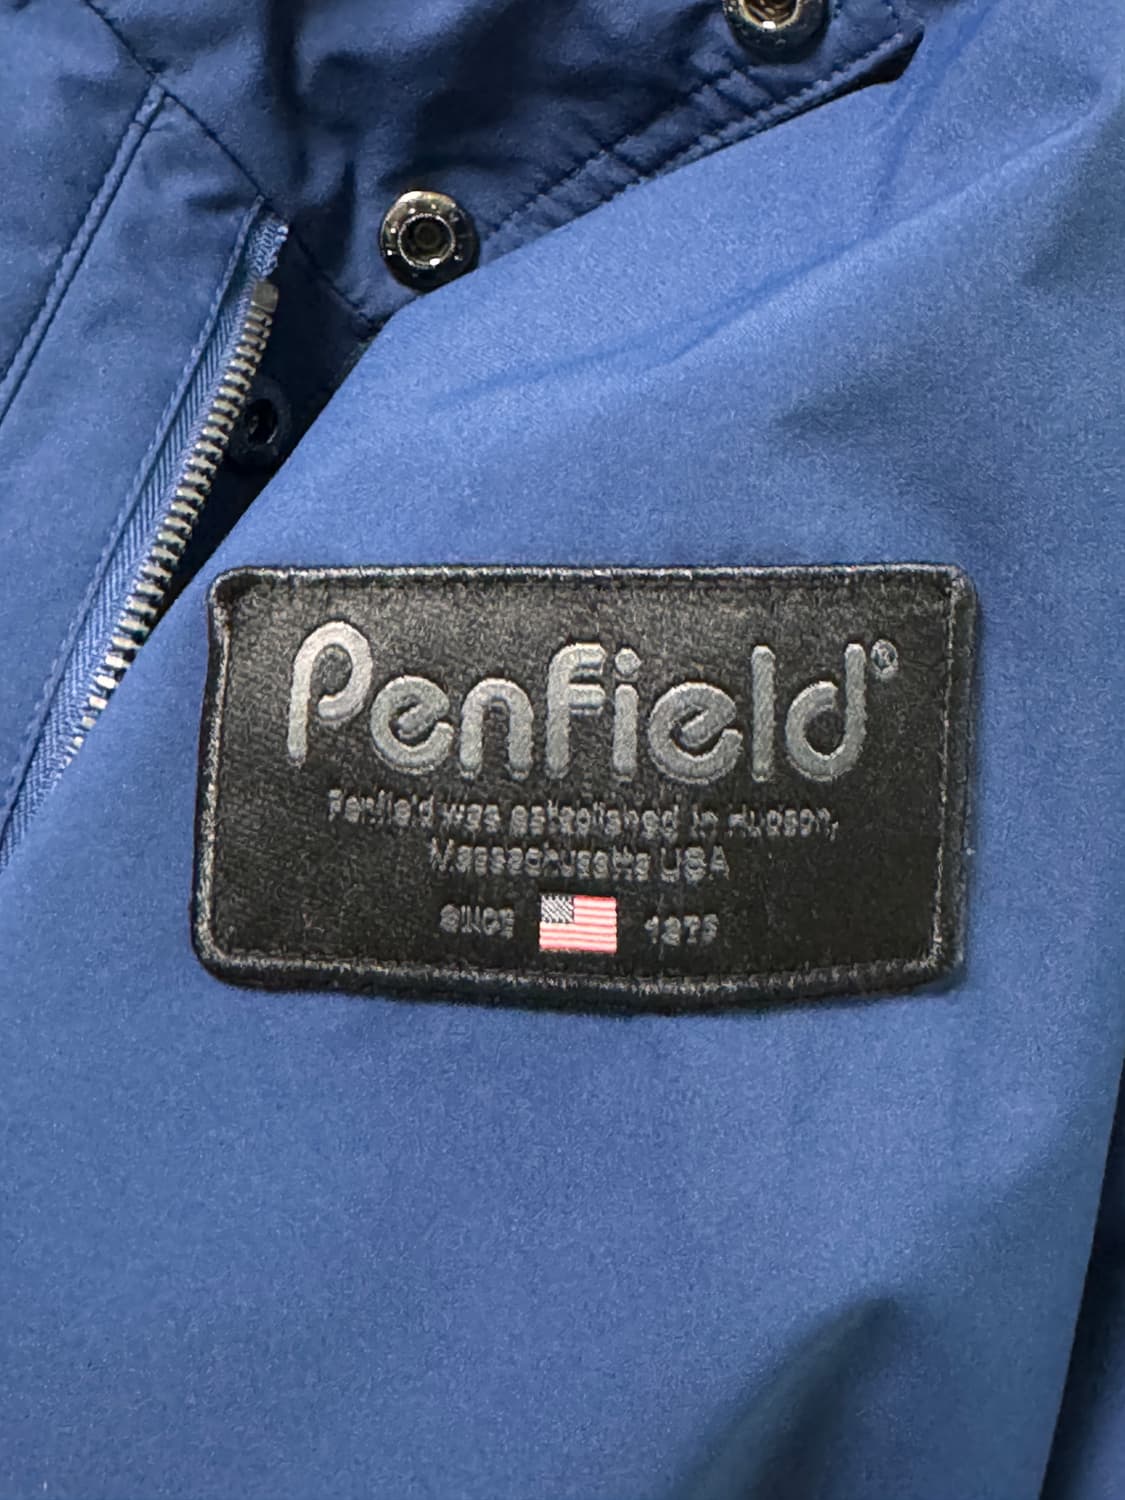 Penfield®
Penfield was established in Hudson,
Massachusetts USA
SINCE 1975